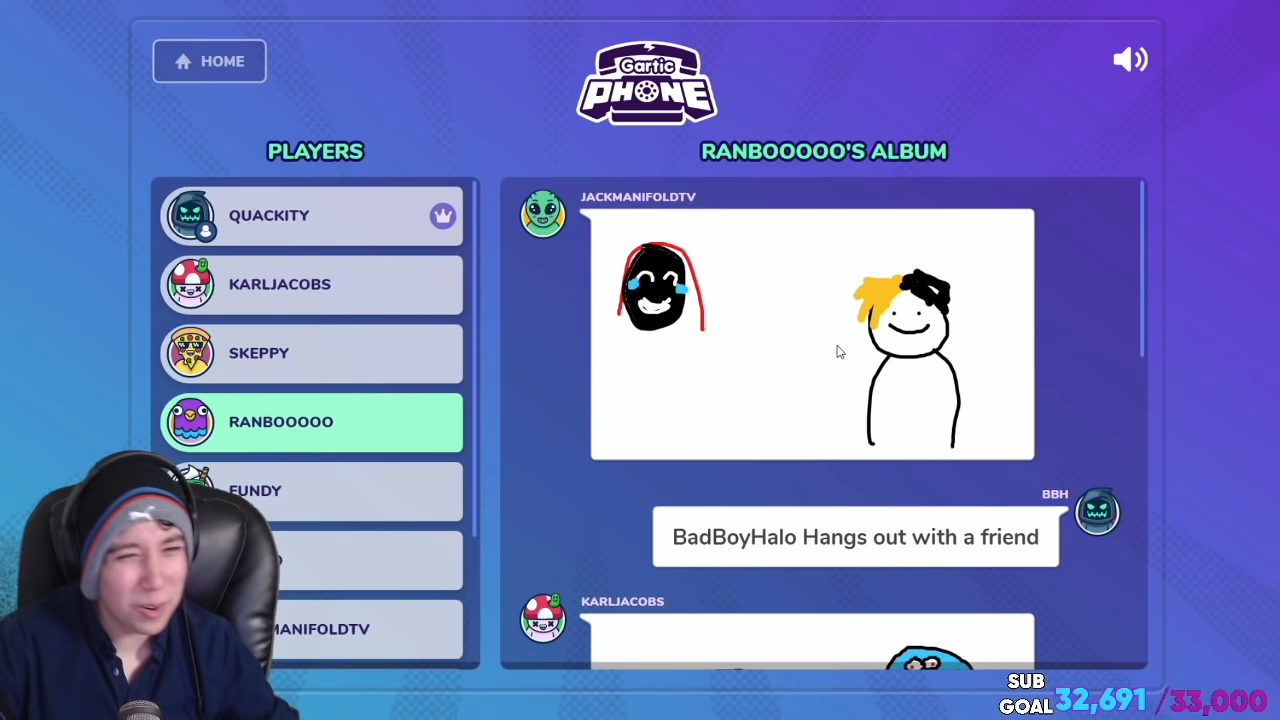 HOME
Gartic
PHONE
PLAYERS
RANBOOOOO'S ALBUM
QUACKITY
KARLJACOBS
SKEPPY
RANBOOOOO
FUNDY
MANIFOLDTV
JACKMANIFOLDTV
BBH
BadBoyHalo Hangs out with a friend
KARLJACOBS
SUB
GOAL 32,691 / 33,000